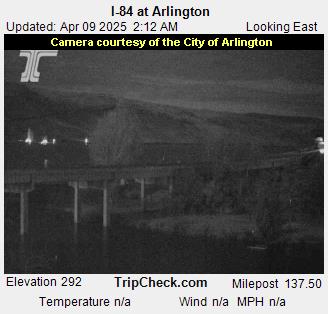 I-84 at Arlington
Updated: Apr 09 2025 2:12 AM Looking East
Camera courtesy of the City of Arlington
Elevation 292 TripCheck.com Milepost 137.50
Temperature n/a Wind n/a MPH n/a